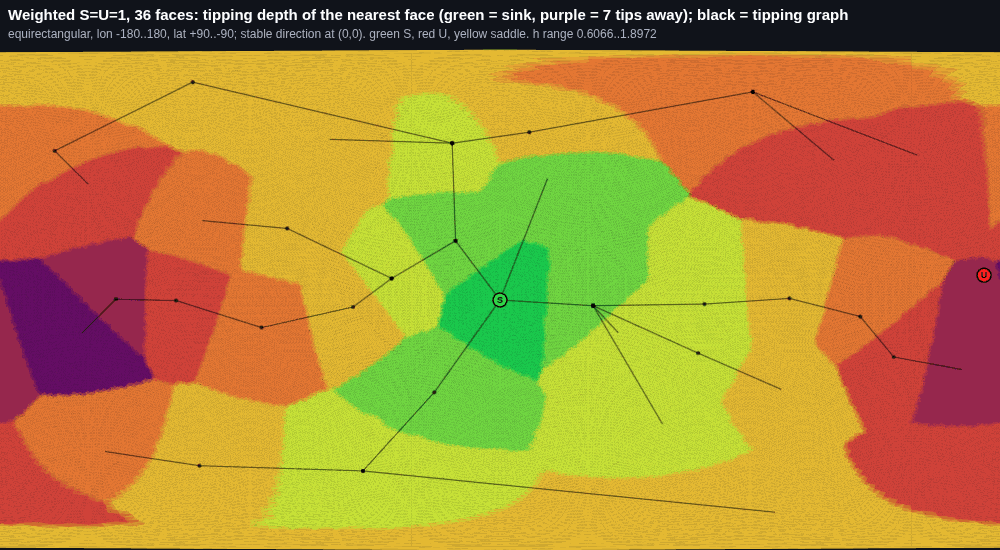 Weighted S=U=1, 36 faces: tipping depth of the nearest face (green = sink, purple = 7 tips away); black = tipping graph
equirectangular, lon -180..180, lat +90..-90; stable direction at (0,0). green S, red U, yellow saddle. h range 0.6066..1.8972
U
S